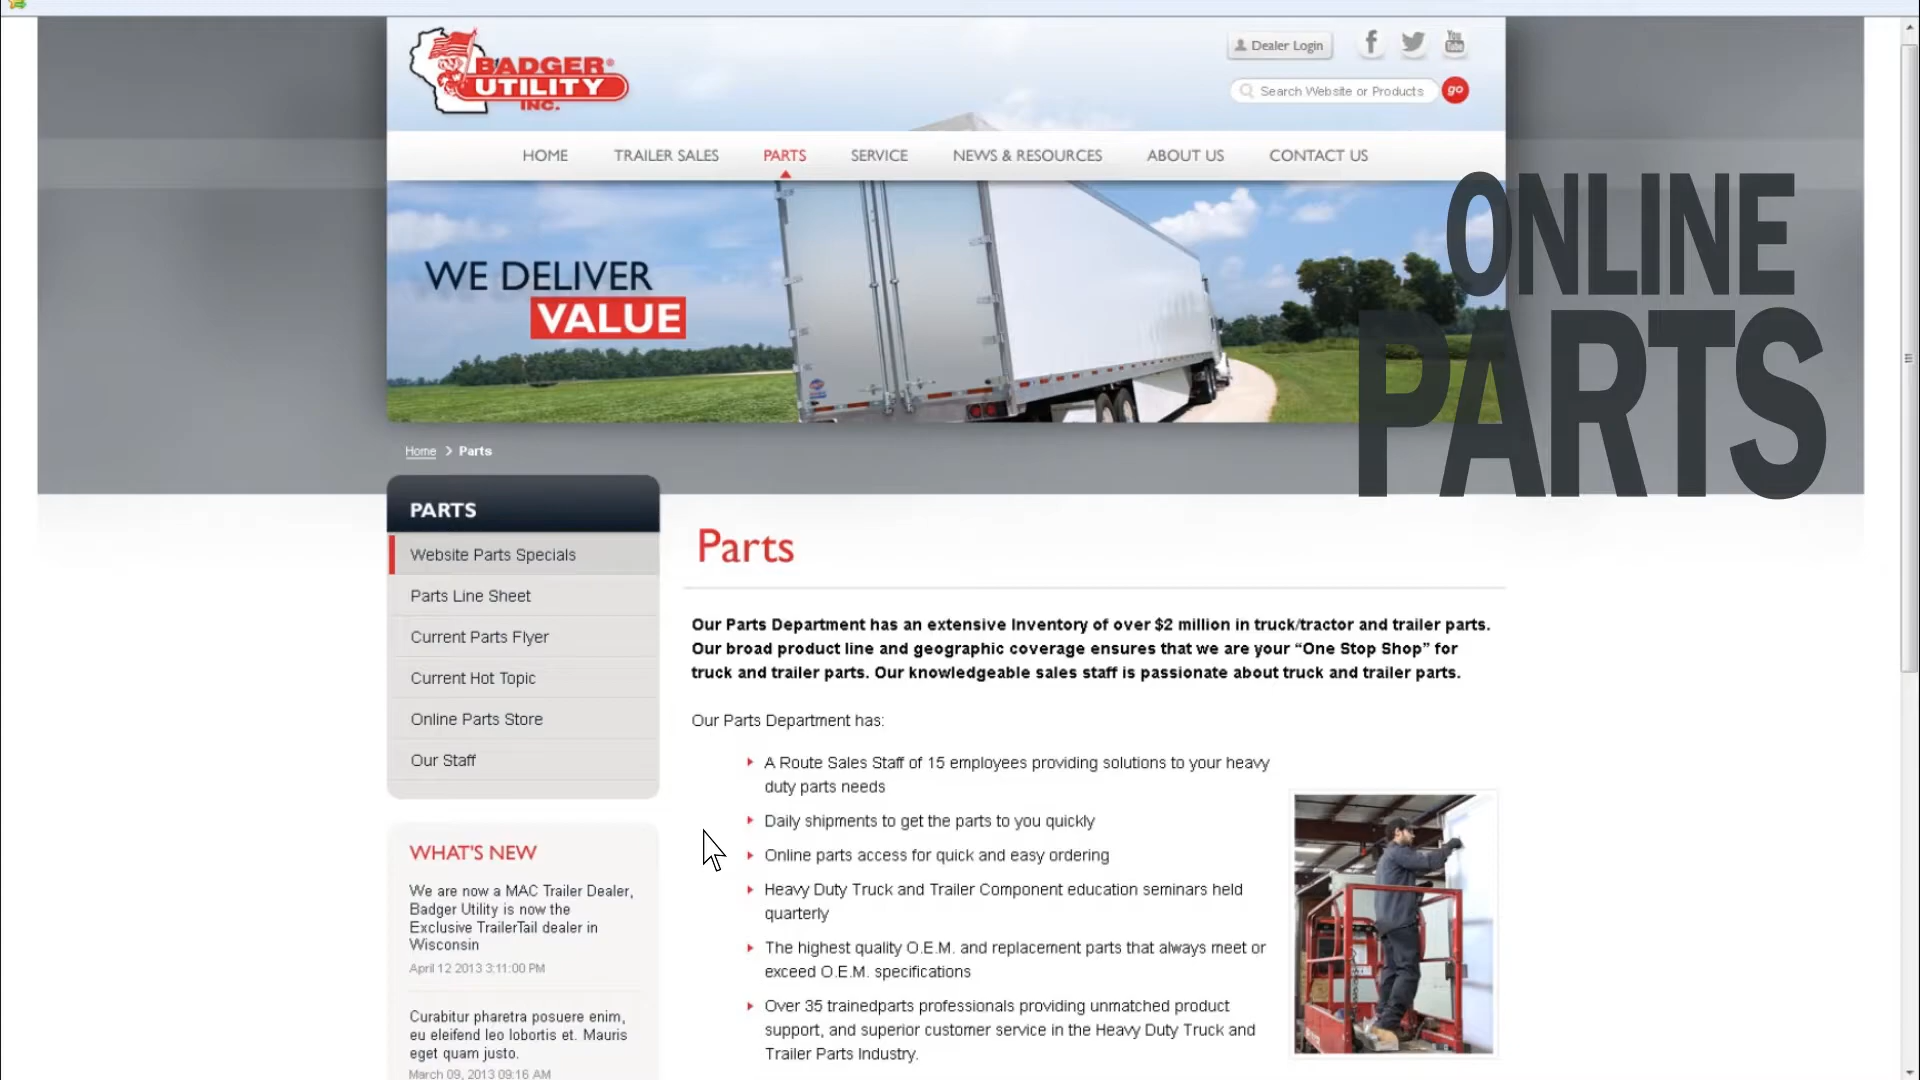 BADGER®
UTILITY
INC.
Dealer Login
f
You
Tube
Search Website or Products
go
HOME
TRAILER SALES
PARTS
SERVICE
NEWS & RESOURCES
ABOUT US
CONTACT US
WE DELIVER
VALUE
ONLINE
PARTS
Home > Parts
PARTS
Website Parts Specials
Parts Line Sheet
Current Parts Flyer
Current Hot Topic
Online Parts Store
Our Staff
WHAT'S NEW
We are now a MAC Trailer Dealer,
Badger Utility is now the
Exclusive TrailerTail dealer in
Wisconsin
April 12 2013 3:11:00 PM
Curabitur pharetra posuere enim,
eu eleifend leo lobortis et. Mauris
eget quam justo.
March 09, 2013 09:16 AM
Parts
Our Parts Department has an extensive Inventory of over $2 million in truck/tractor and trailer parts.
Our broad product line and geographic coverage ensures that we are your “One Stop Shop” for
truck and trailer parts. Our knowledgeable sales staff is passionate about truck and trailer parts.
Our Parts Department has:
A Route Sales Staff of 15 employees providing solutions to your heavy
duty parts needs
Daily shipments to get the parts to you quickly
Online parts access for quick and easy ordering
Heavy Duty Truck and Trailer Component education seminars held
quarterly
The highest quality O.E.M. and replacement parts that always meet or
exceed O.E.M. specifications
Over 35 trainedparts professionals providing unmatched product
support, and superior customer service in the Heavy Duty Truck and
Trailer Parts Industry.